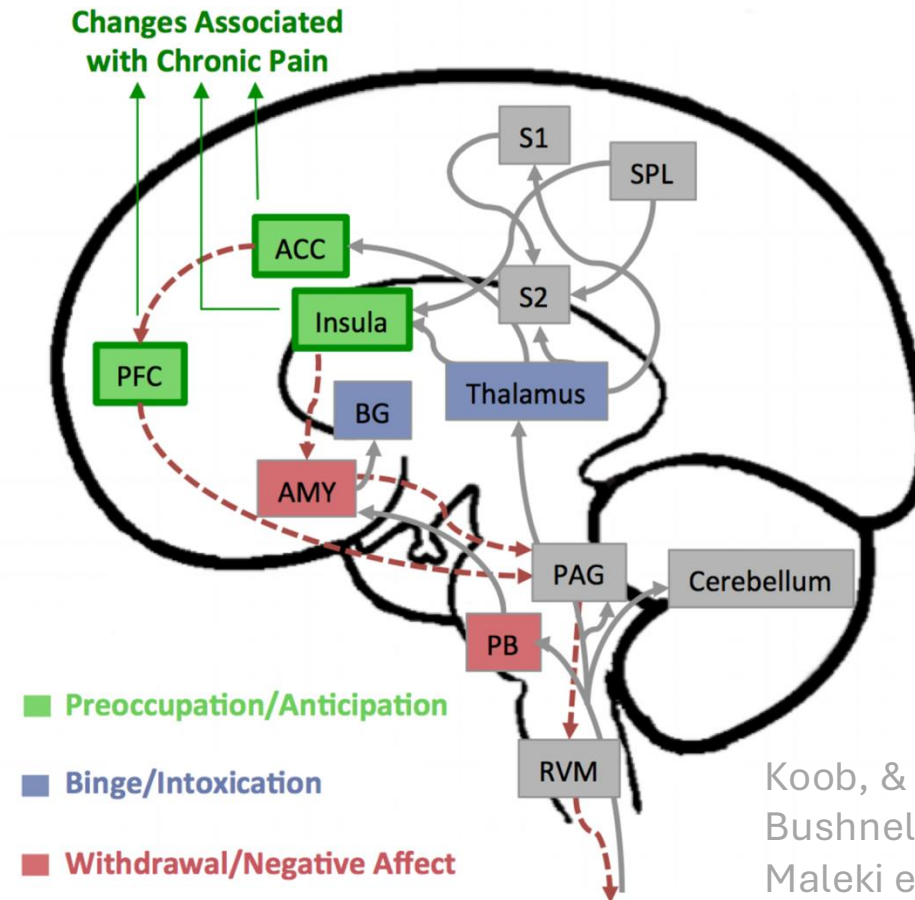 Changes Associated
with Chronic Pain
S1
SPL
ACC
S2
Insula
PFC
Thalamus
BG
AMY
PAG
Cerebellum
PB
Preoccupation/Anticipation
Binge/Intoxication
RVM
Withdrawal/Negative Affect
Koob, &
Bushnel
Maleki e